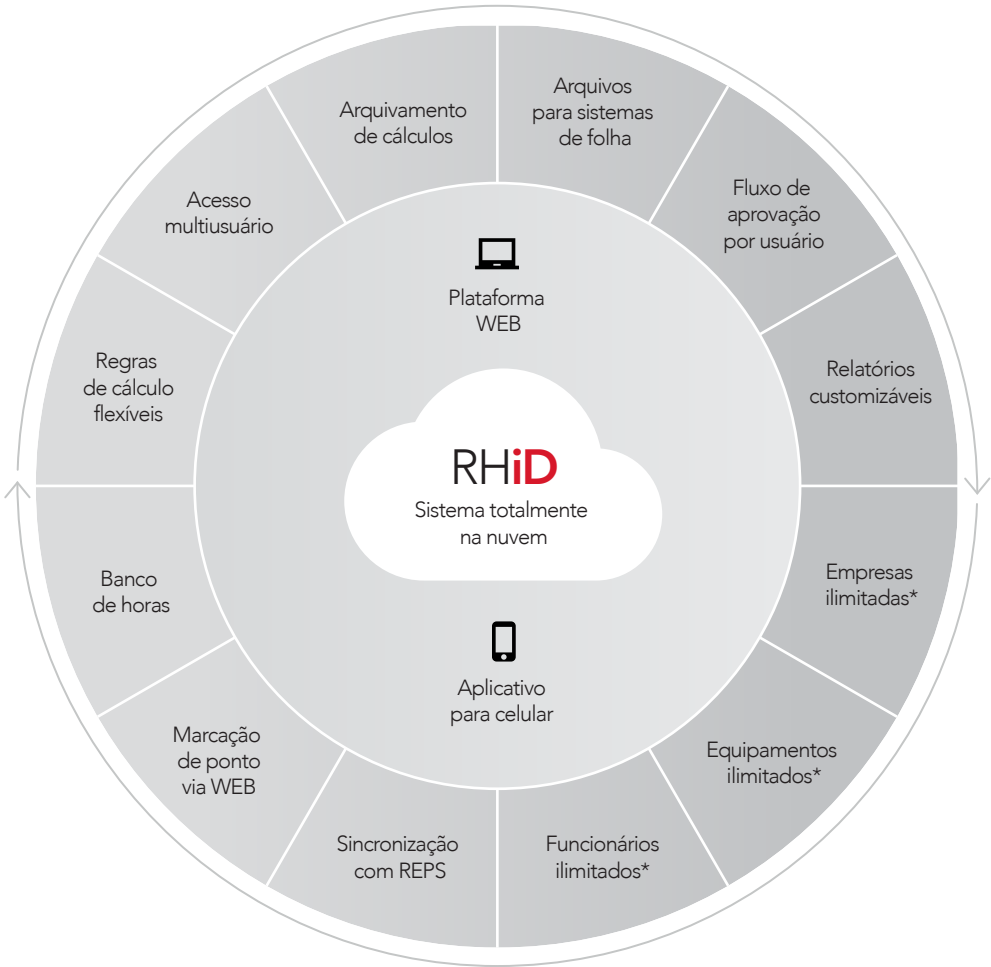 Arquivamento
de cálculos
Arquivos
para sistemas
de folha
Fluxo de
aprovação
por usuário
Relatórios
customizáveis
Empresas
ilimitadas*
Equipamentos
ilimitados*
Funcionários
ilimitados*
Sincronização
com REPS
Marcação
de ponto
via WEB
Banco
de horas
Regras
de cálculo
flexíveis
Acesso
multiusuário
Plataforma
WEB
RHiD
Sistema totalmente
na nuvem
Aplicativo
para celular